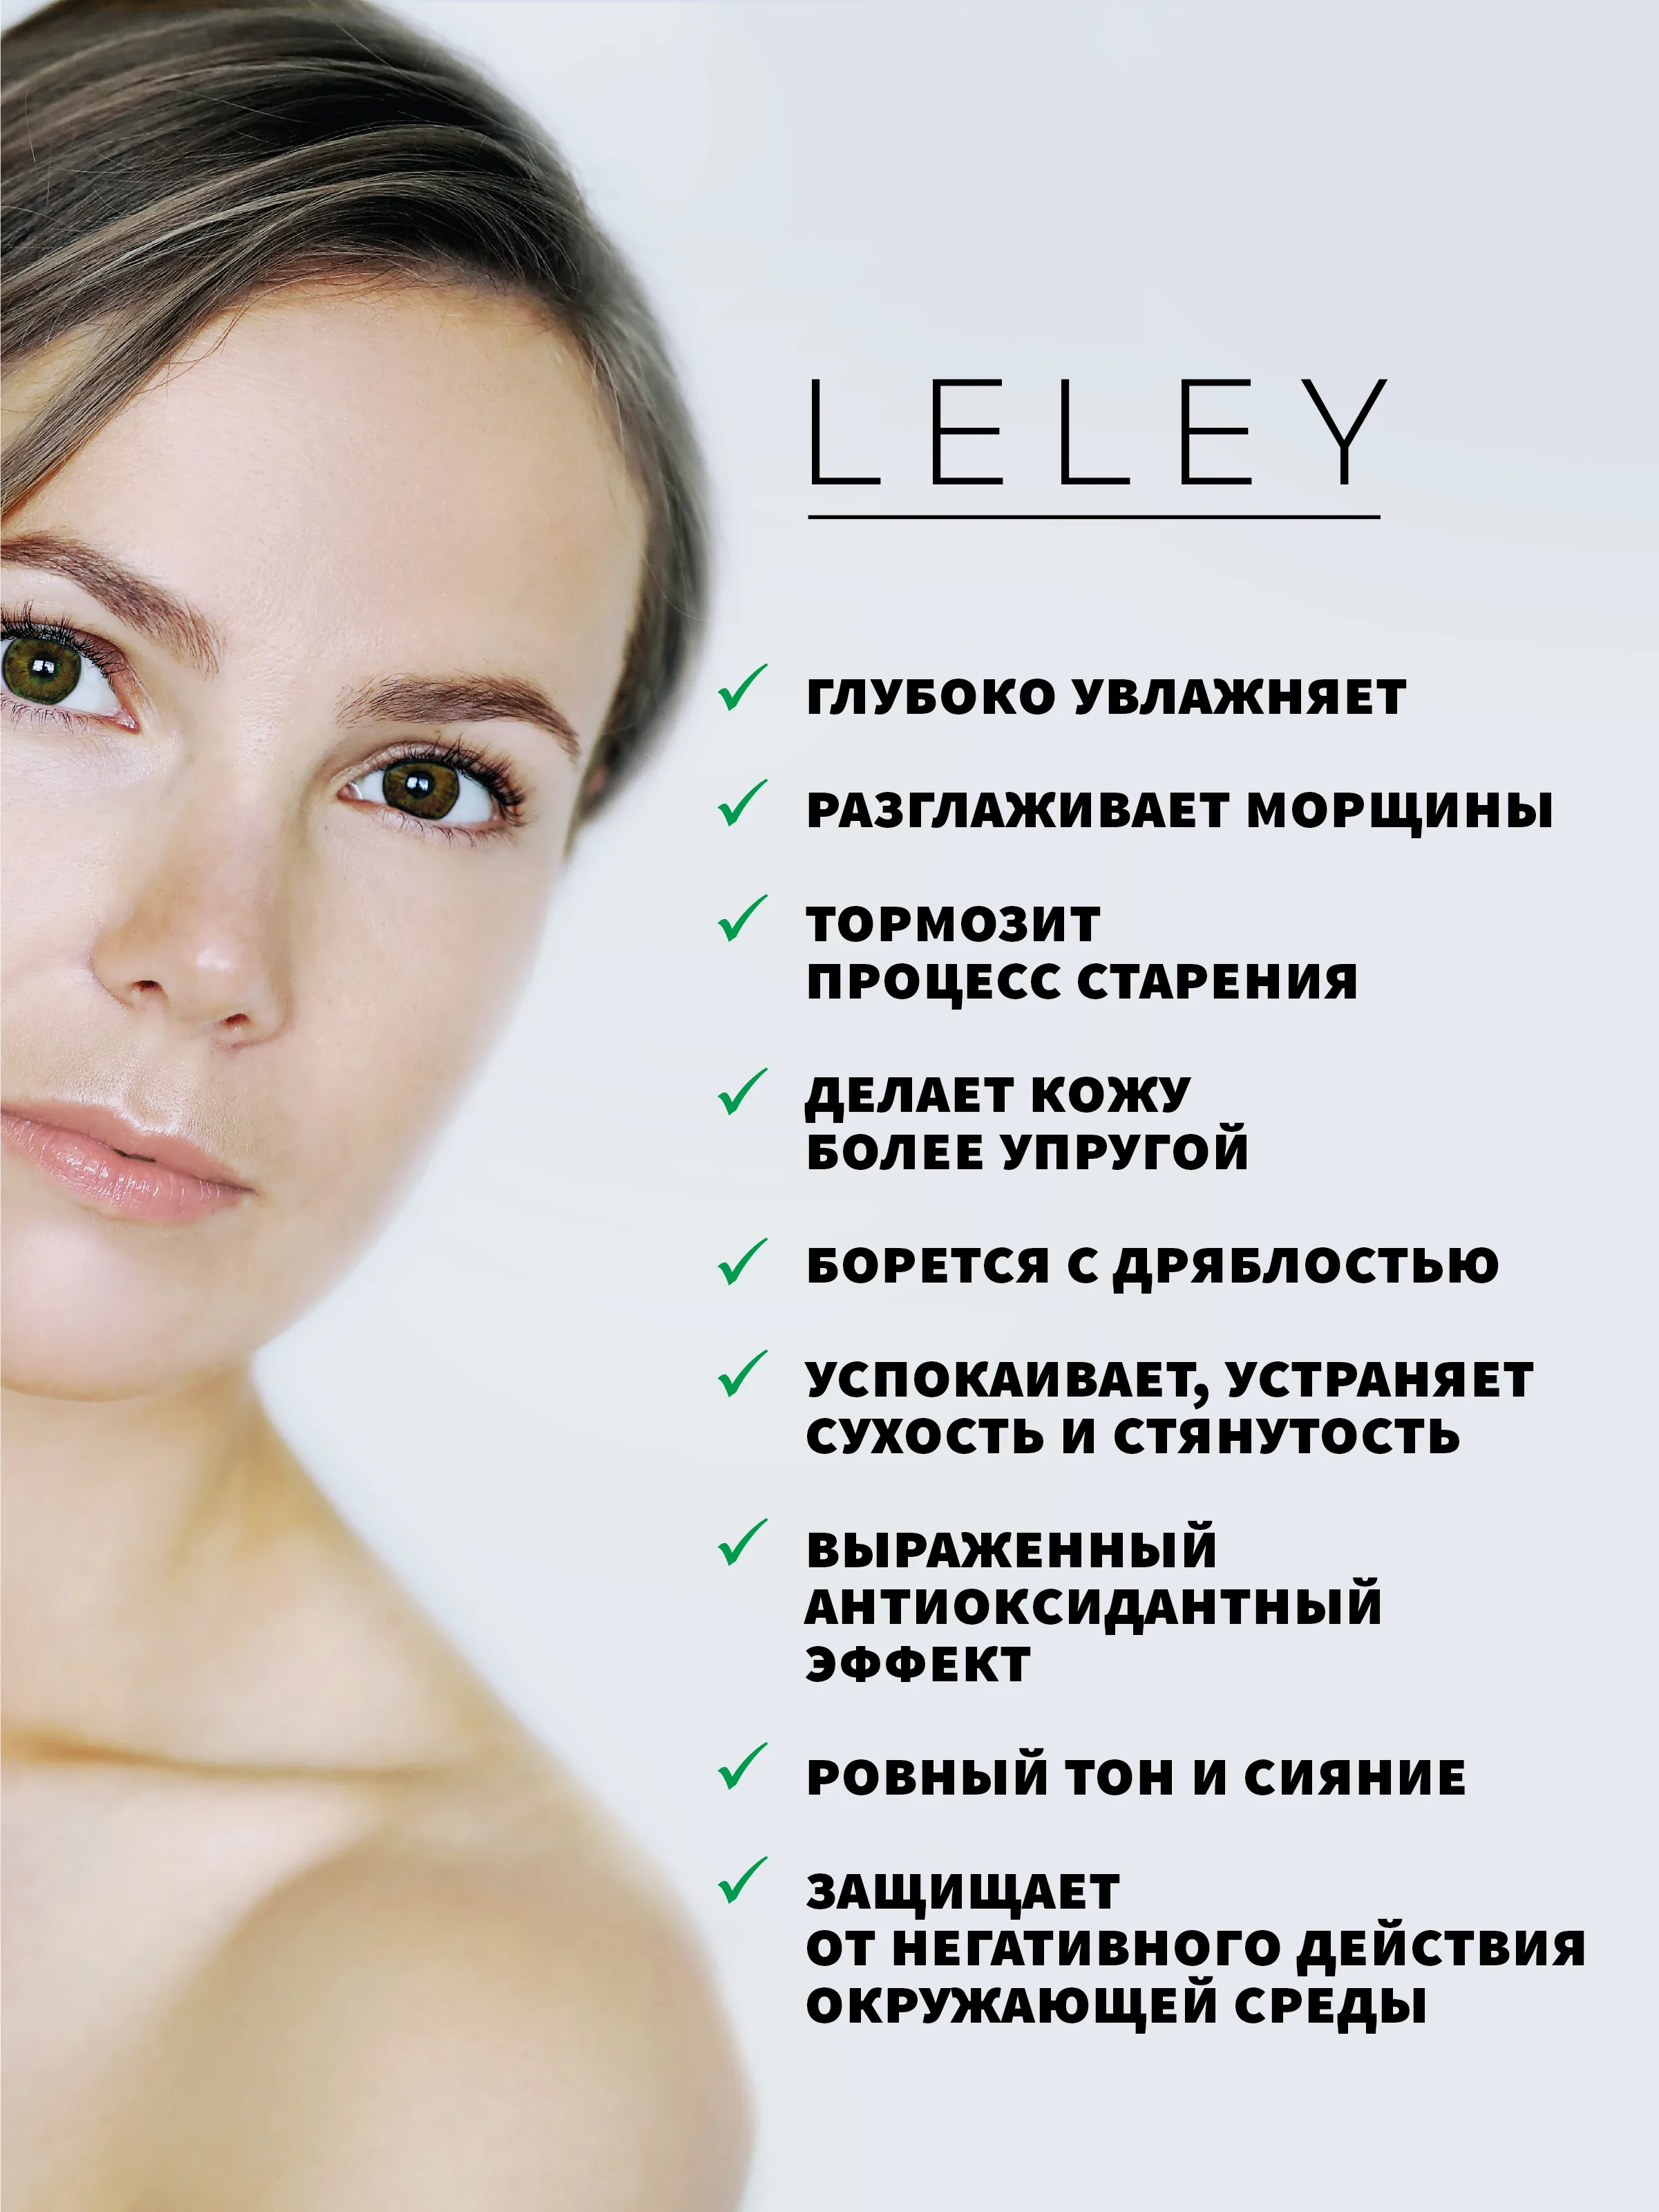 LELEY
ГЛУБОКО УВЛАЖНЯЕТ
РАЗГЛАЖИВАЕТ МОРЩИНЫ
ТОРМОЗИТ
ПРОЦЕСС СТАРЕНИЯ
ДЕЛАЕТ КОЖУ
БОЛЕЕ УПРУГОЙ
БОРЕТСЯ С ДРЯБЛОСТЬЮ
УСПОКАИВАЕТ, УСТРАНЯЕТ
СУХОСТЬ И СТЯНУТОСТЬ
ВЫРАЖЕННЫЙ
АНТИОКСИДАНТНЫЙ
ЭФФЕКТ
РОВНЫЙ ТОН И СИЯНИЕ
ЗАЩИЩАЕТ
ОТ НЕГАТИВНОГО ДЕЙСТВИЯ
ОКРУЖАЮЩЕЙ СРЕДЫ